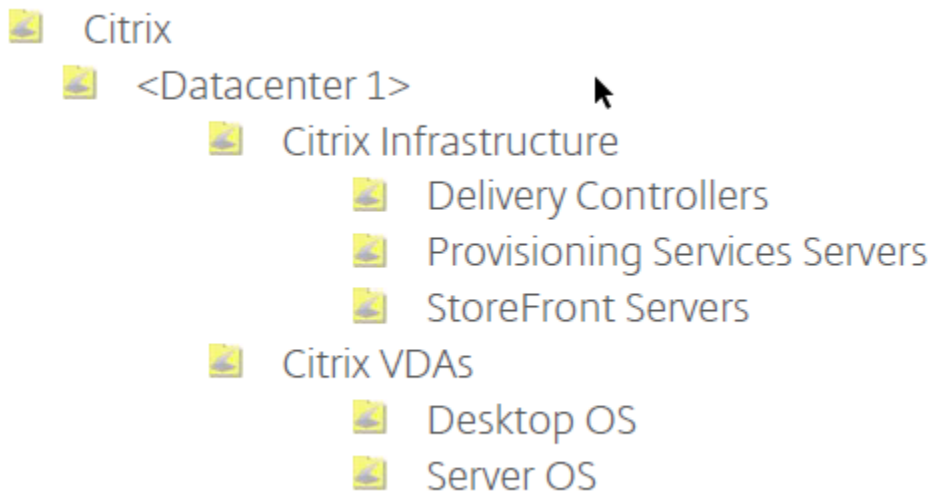 Citrix
<Datacenter 1>
Citrix Infrastructure
Delivery Controllers
Provisioning Services Servers
StoreFront Servers
Citrix VDAs
Desktop OS
Server OS